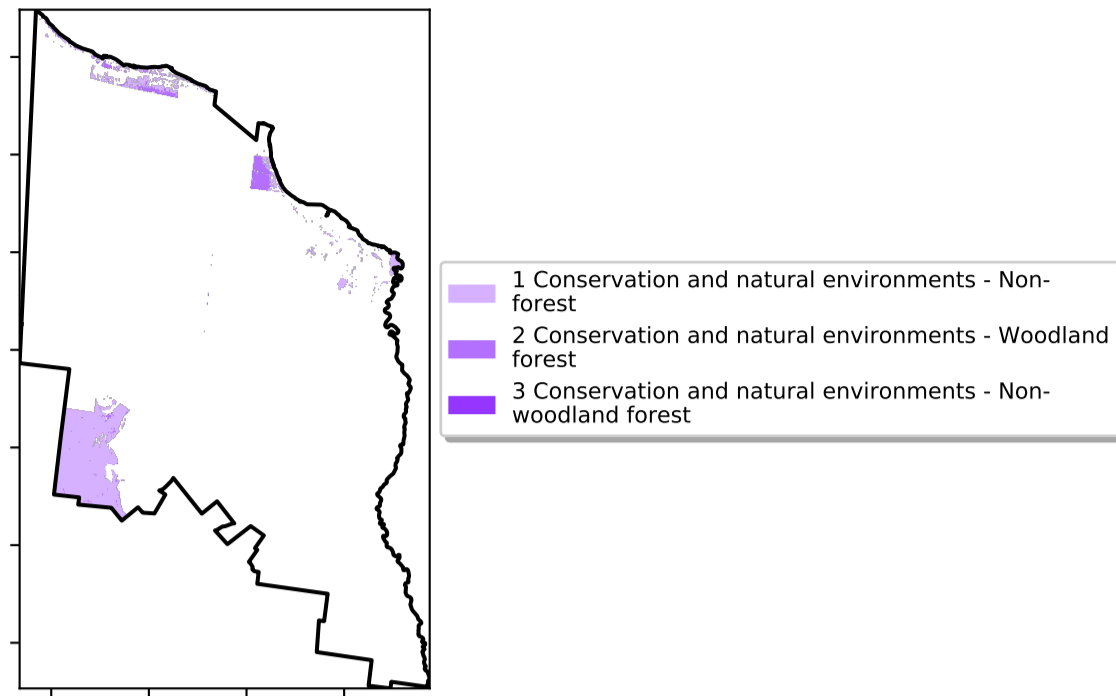 1 Conservation and natural environments - Non-
forest
2 Conservation and natural environments - Woodland
forest
3 Conservation and natural environments - Non-
woodland forest